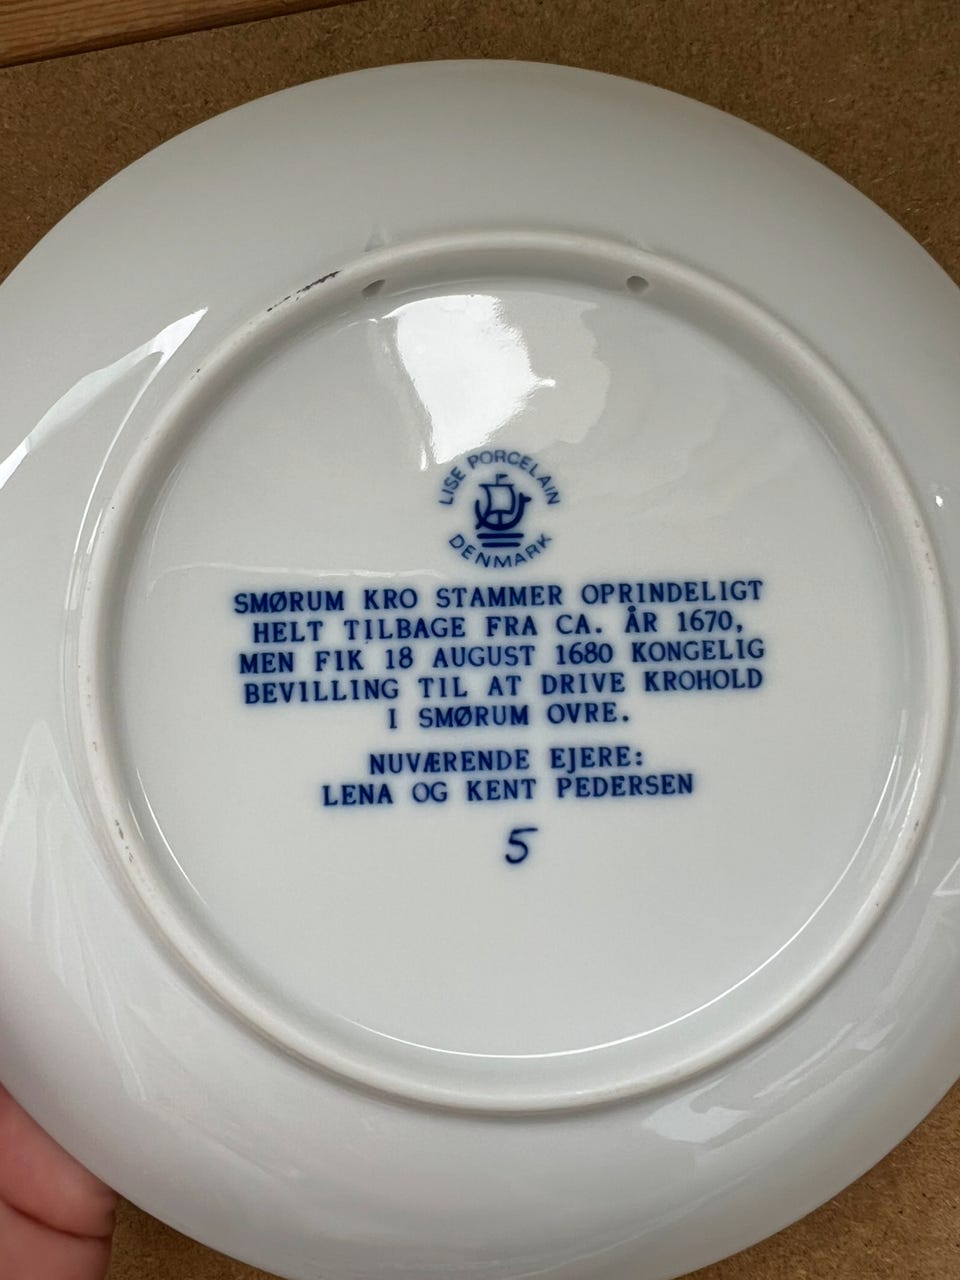 LISE PORCELAIN
DENMARK
SMØRUM KRO STAMMER OPRINDELIGT
HELT TILBAGE FRA CA. ÅR 1670,
MEN FIK 18 AUGUST 1680 KONGELIG
BEVILLING TIL AT DRIVE KROHOLD
I SMØRUM OVRE.
NUVÆRENDE EJERE:
LENA OG KENT PEDERSEN
5